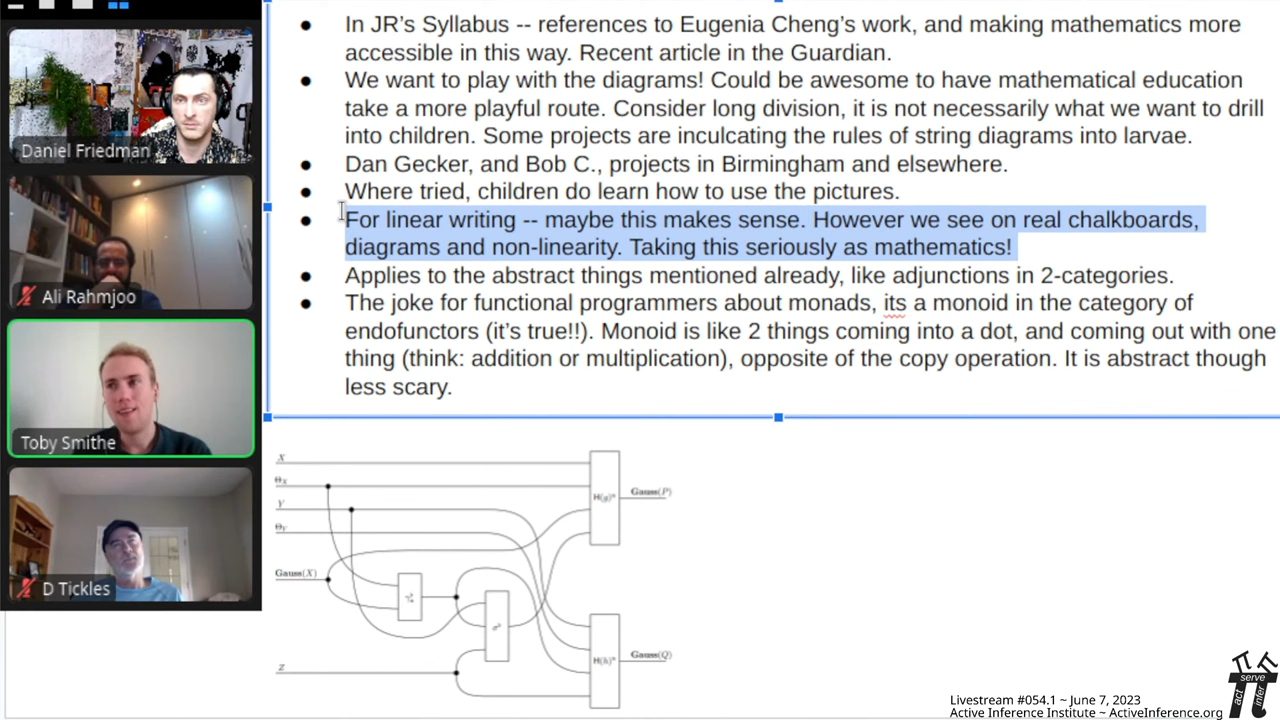 In JR's Syllabus -- references to Eugenia Cheng's work, and making mathematics more
accessible in this way. Recent article in the Guardian.
We want to play with the diagrams! Could be awesome to have mathematical education
take a more playful route. Consider long division, it is not necessarily what we want to drill
into children. Some projects are inculcating the rules of string diagrams into larvae.
Dan Gecker, and Bob C., projects in Birmingham and elsewhere.
Where tried, children do learn how to use the pictures.
For linear writing -- maybe this makes sense. However we see on real chalkboards,
diagrams and non-linearity. Taking this seriously as mathematics!
Applies to the abstract things mentioned already, like adjunctions in 2-categories.
The joke for functional programmers about monads, its a monoid in the category of
endofunctors (it's true!!). Monoid is like 2 things coming into a dot, and coming out with one
thing (think: addition or multiplication), opposite of the copy operation. It is abstract though
less scary.
Daniel Friedman
Ali Rahmjoo
Toby Smithe
D Tickles
X
ΘX
Y
ΘY
Gauss(X)
Z
Gauss(P)
Gauss(Q)
act
serve
infer
Livestream #054.1 ~ June 7, 2023
Active Inference Institute ~ ActiveInference.org